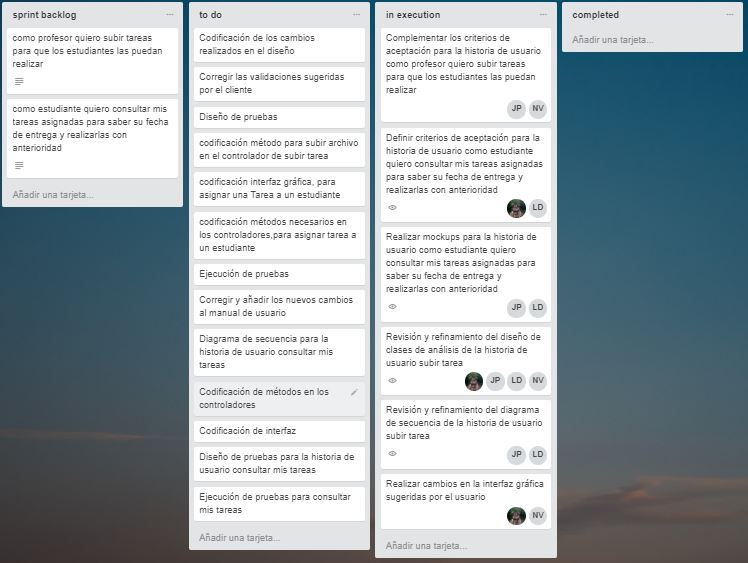 sprint backlog
como profesor quiero subir tareas
para que los estudiantes las puedan
realizar
como estudiante quiero consultar mis
tareas asignadas para saber su fecha
de entrega y realizarlas con
anterioridad
Añadir una tarjeta...
to do
Codificación de los cambios
realizados en el diseño
Corregir las validaciones sugeridas
por el cliente
Diseño de pruebas
codificación método para subir archivo
en el controlador de subir tarea
codificación interfaz gráfica, para
asignar una Tarea a un estudiante
codificación métodos necesarios en
los controladores,para asignar tarea a
un estudiante
Ejecución de pruebas
Corregir y añadir los nuevos cambios
al manual de usuario
Diagrama de secuencia para la
historia de usuario consultar mis
tareas
Codificación de métodos en los
controladores
Codificación de interfaz
Diseño de pruebas para la historia de
usuario consultar mis tareas
Ejecución de pruebas para consultar
mis tareas
Añadir una tarjeta...
in execution
Complementar los criterios de
aceptación para la historia de usuario
como profesor quiero subir tareas
para que los estudiantes las puedan
realizar
JP NV
Definir criterios de aceptación para la
historia de usuario como estudiante
quiero consultar mis tareas asignadas
para saber su fecha de entrega y
realizarlas con anterioridad
LD
Realizar mockups para la historia de
usuario como estudiante quiero
consultar mis tareas asignadas para
saber su fecha de entrega y
realizarlas con anterioridad
JP LD
Revisión y refinamiento del diseño de
clases de análisis de la historia de
usuario subir tarea
JP LD NV
Revisión y refinamiento del diagrama
de secuencia de la historia de usuario
subir tarea
JP LD
Realizar cambios en la interfaz gráfica
sugeridas por el usuario
NV
Añadir una tarjeta...
completed
Añadir una tarjeta...